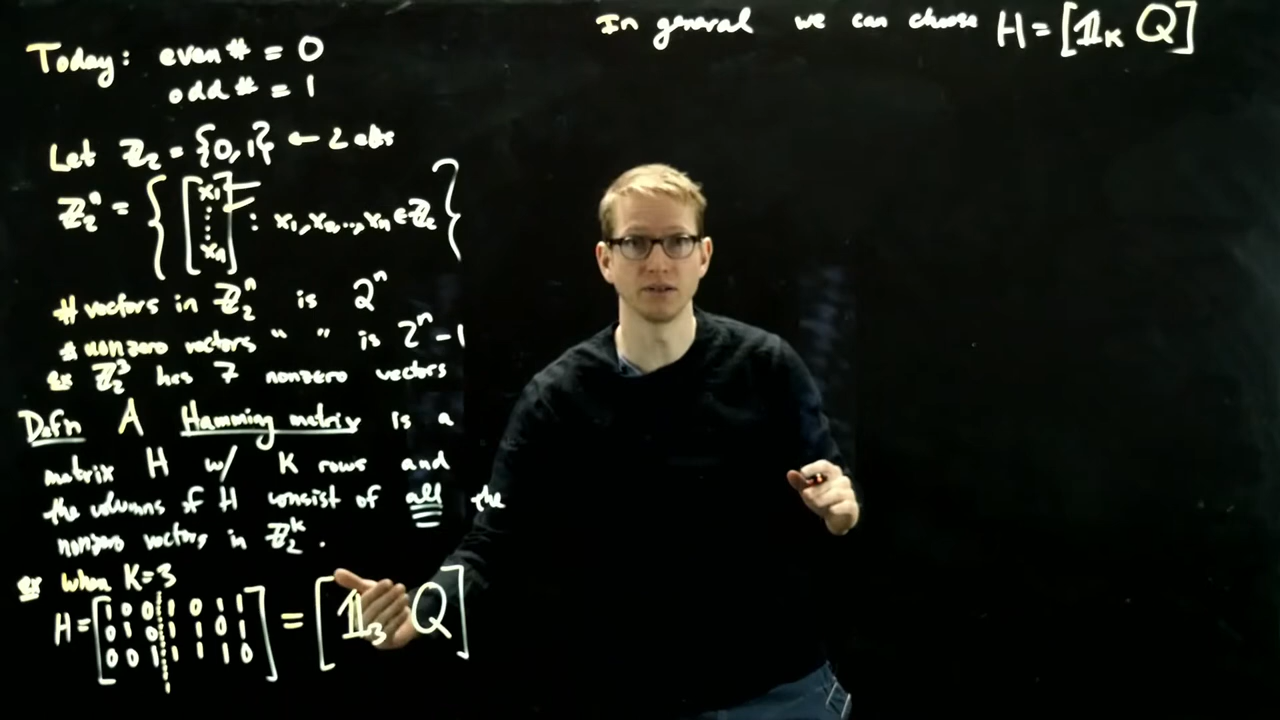 Today: even # = 0
odd # = 1
Let ℤ₂ = {0,1} ← 2 elts
ℤ₂ⁿ = { [x₁ ⋮ xₙ] : x₁, x₂, ..., xₙ ∈ ℤ₂ }
# vectors in ℤ₂ⁿ is 2ⁿ
# nonzero vectors " " is 2ⁿ-1
ex ℤ₂³ has 7 nonzero vectors
Defn A Hamming matrix is a
matrix H w/ K rows and
the columns of H consist of all the
nonzero vectors in ℤ₂ᵏ.
ex when K=3
H = [1 0 0 ⋮ 1 0 1 1
0 1 0 ⋮ 1 1 0 1
0 0 1 ⋮ 1 1 1 0] = [𝟙₃ Q]
In general we can choose H = [𝟙ₖ Q]